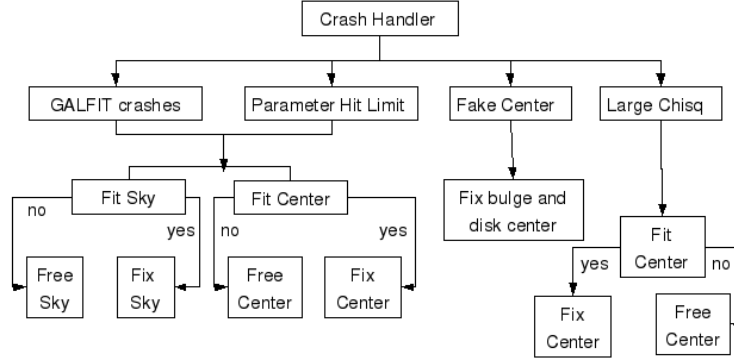 Crash Handler
GALFIT crashes
Parameter Hit Limit
Fake Center
Large Chisq
Fit Sky
Fit Center
Fix bulge and
disk center
no
yes
no
yes
Fit
Center
yes
no
Free
Sky
Fix
Sky
Free
Center
Fix
Center
Fix
Center
Free
Center